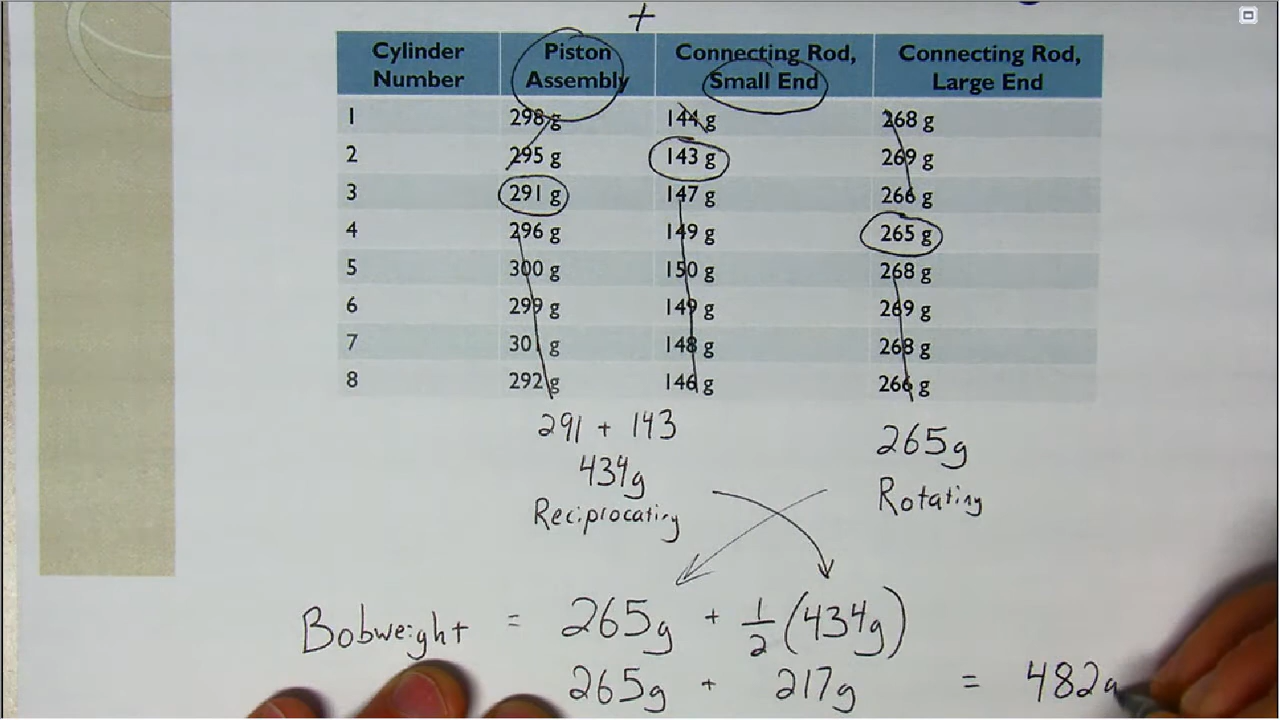 +
Cylinder Number Piston Assembly Connecting Rod, Small End Connecting Rod, Large End
1 298 g 144 g 268 g
2 295 g 143 g 269 g
3 291 g 147 g 266 g
4 296 g 149 g 265 g
5 300 g 150 g 268 g
6 299 g 149 g 269 g
7 301 g 148 g 268 g
8 292 g 146 g 266 g
291 + 143
434g
Reciprocating
265g
Rotating
Bobweight = 265g + 1/2 (434g)
265g + 217g = 482g